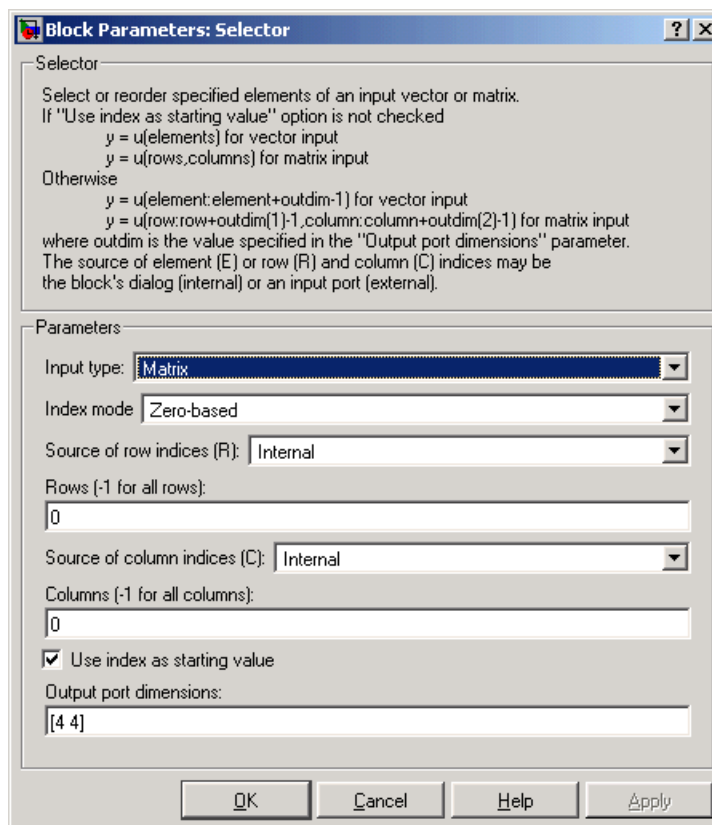 Block Parameters: Selector
Selector
Select or reorder specified elements of an input vector or matrix.
If "Use index as starting value" option is not checked
y = u(elements) for vector input
y = u(rows,columns) for matrix input
Otherwise
y = u(element:element+outdim-1) for vector input
y = u(row:row+outdim(1)-1,column:column+outdim(2)-1) for matrix input
where outdim is the value specified in the "Output port dimensions" parameter.
The source of element (E) or row (R) and column (C) indices may be
the block's dialog (internal) or an input port (external).
Parameters
Input type: Matrix
Index mode Zero-based
Source of row indices (R): Internal
Rows (-1 for all rows):
0
Source of column indices (C): Internal
Columns (-1 for all columns):
0
Use index as starting value
Output port dimensions:
[4 4]
OK Cancel Help Apply